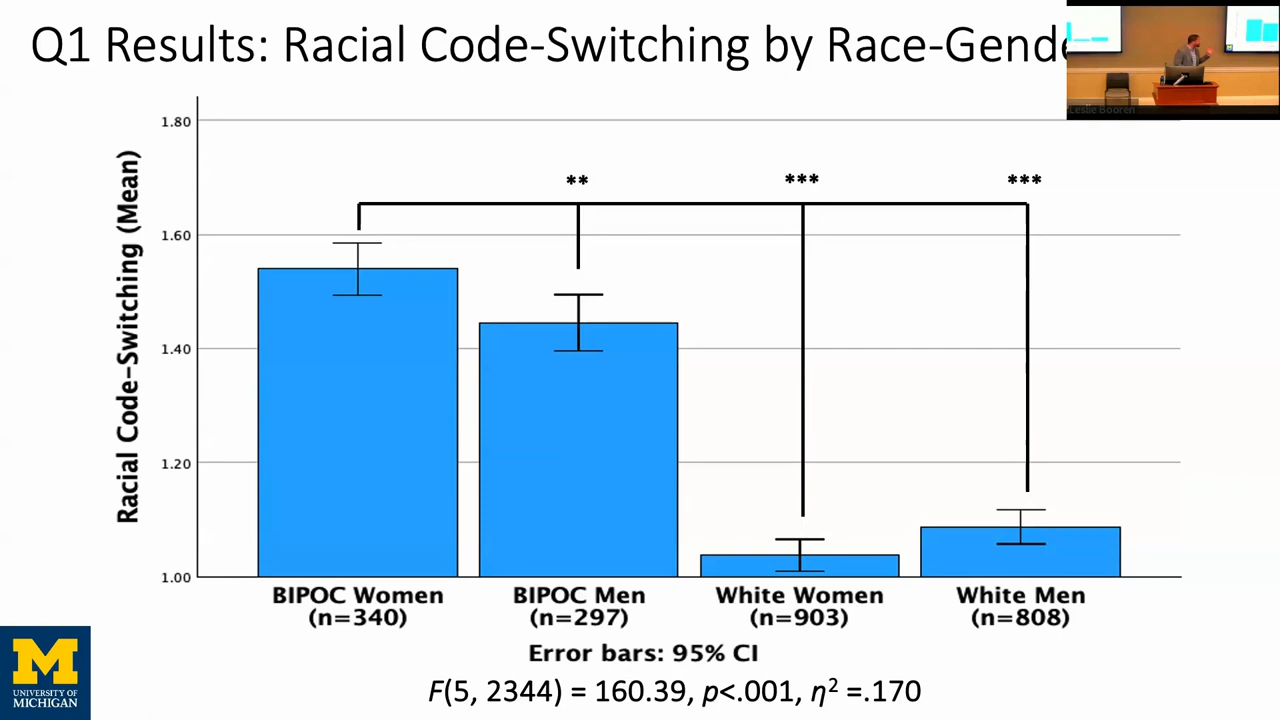 Q1 Results: Racial Code-Switching by Race-Gende
Leslie Booren
Racial Code-Switching (Mean)
1.80
1.60
1.40
1.20
1.00
**
***
***
BIPOC Women
(n=340)
BIPOC Men
(n=297)
White Women
(n=903)
White Men
(n=808)
Error bars: 95% CI
F(5, 2344) = 160.39, p<.001, η² =.170
M
UNIVERSITY OF
MICHIGAN